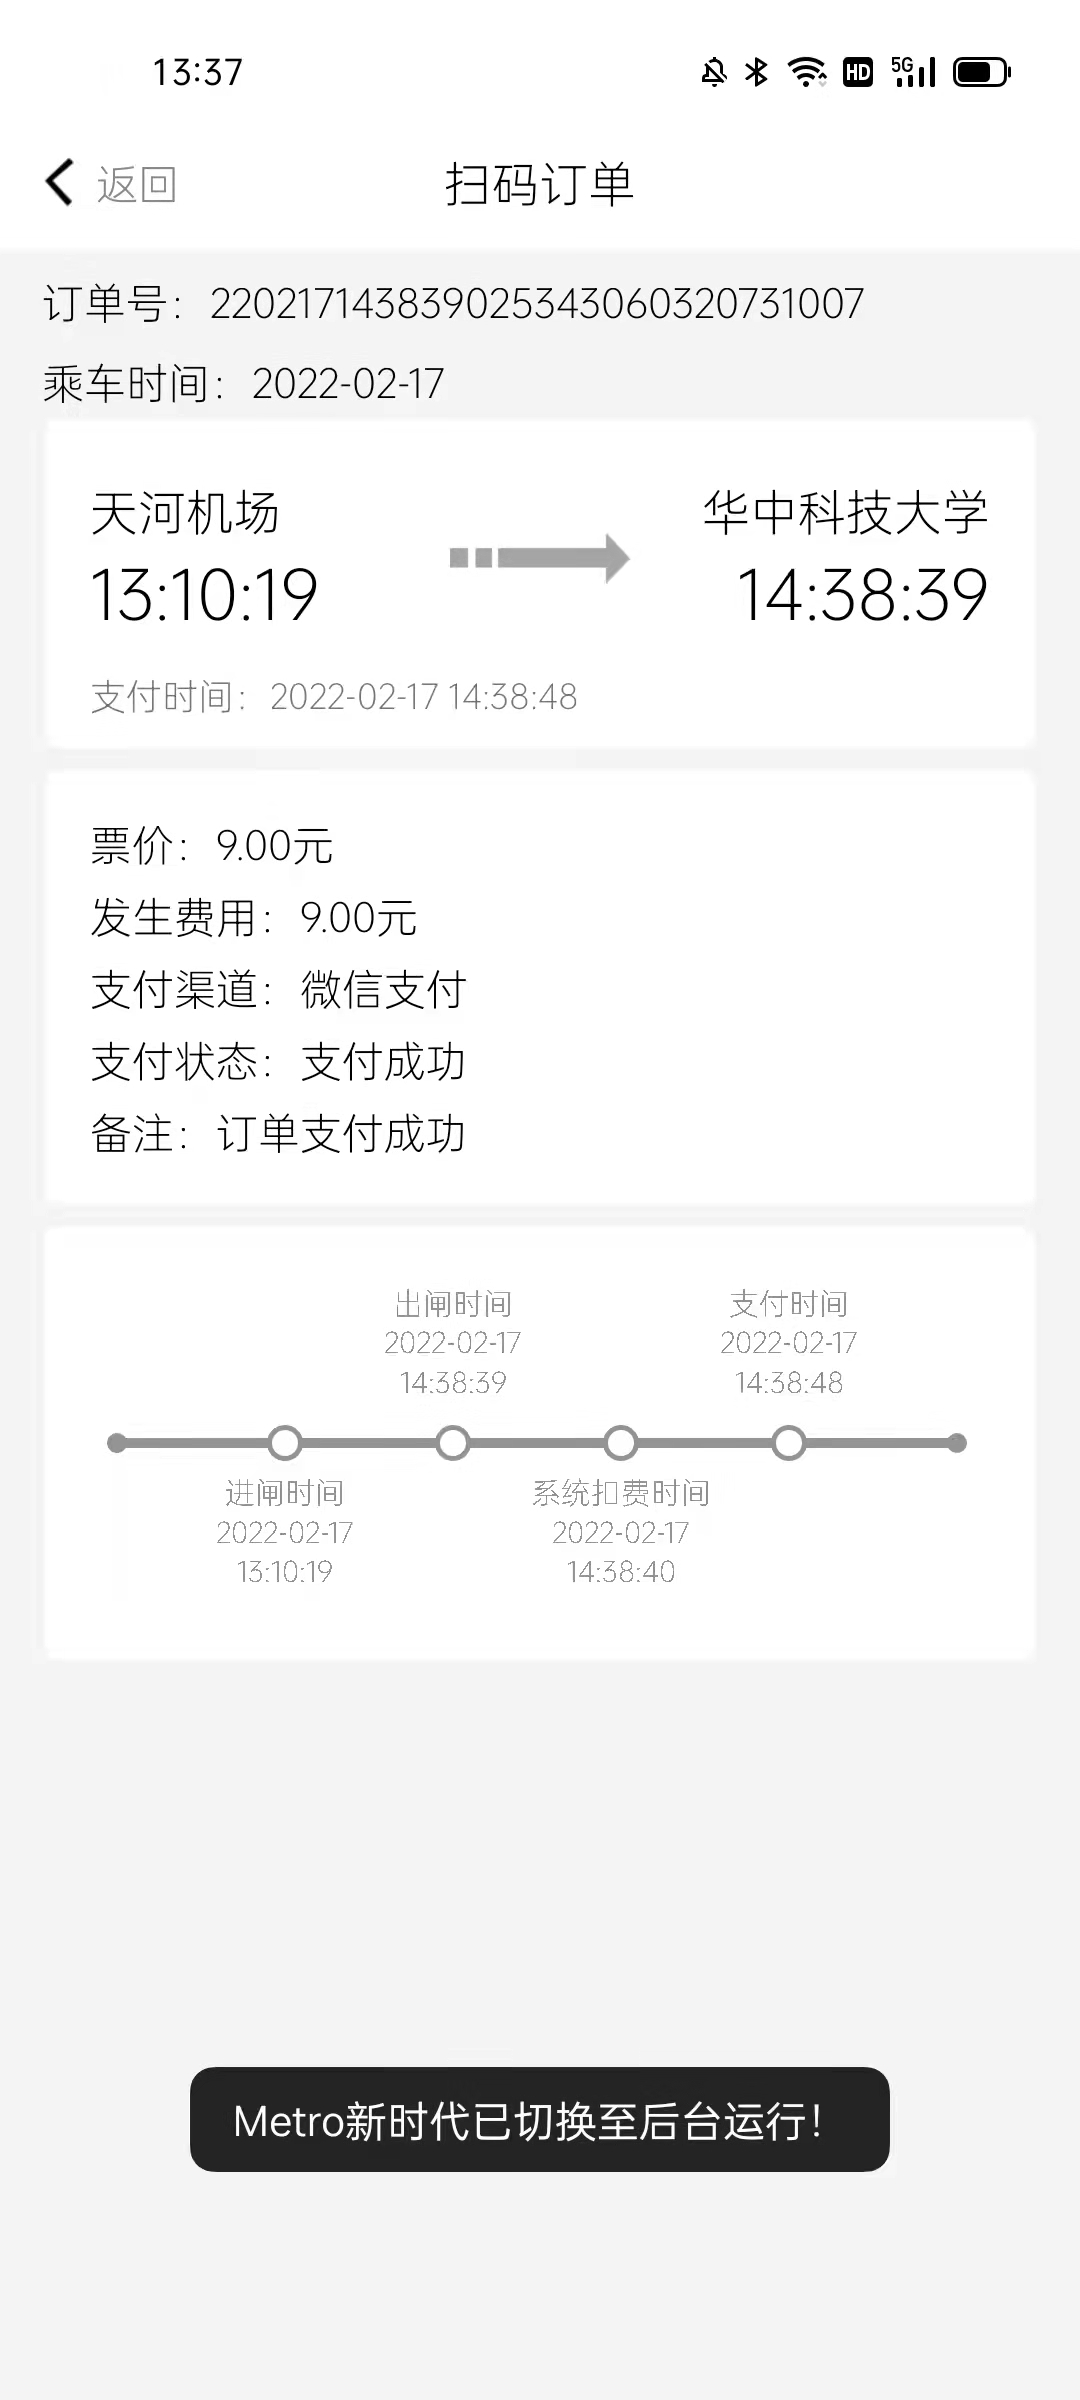 13:37
HD 5G
返回
扫码订单
订单号：22021714383902534306032073​1007
乘车时间：2022-02-17
天河机场
华中科技大学
13:10:19
14:38:39
支付时间：2022-02-17 14:38:48
票价：9.00元
发生费用：9.00元
支付渠道：微信支付
支付状态：支付成功
备注：订单支付成功
出闸时间
2022-02-17
14:38:39
支付时间
2022-02-17
14:38:48
进闸时间
2022-02-17
13:10:19
系统扣费时间
2022-02-17
14:38:40
Metro新时代已切换至后台运行！